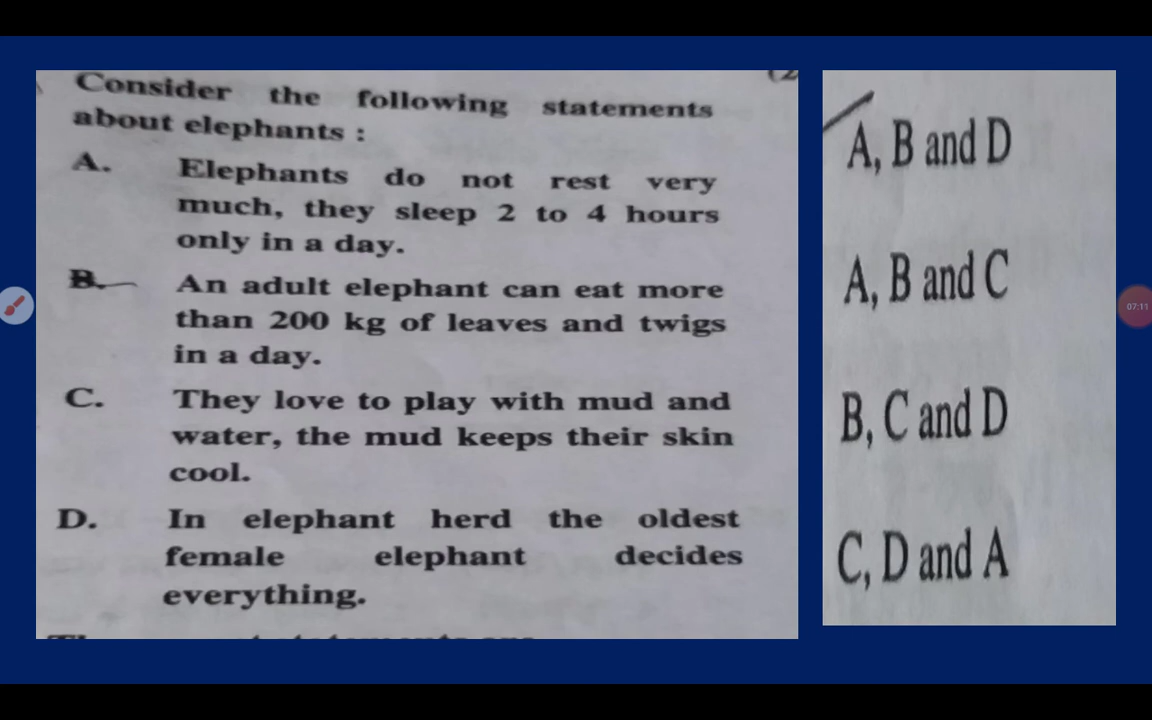 Consider the following statements
about elephants :
A. Elephants do not rest very
much, they sleep 2 to 4 hours
only in a day.
B. An adult elephant can eat more
than 200 kg of leaves and twigs
in a day.
C. They love to play with mud and
water, the mud keeps their skin
cool.
D. In elephant herd the oldest
female elephant decides
everything.
A, B and D
A, B and C
B, C and D
C, D and A
07:11